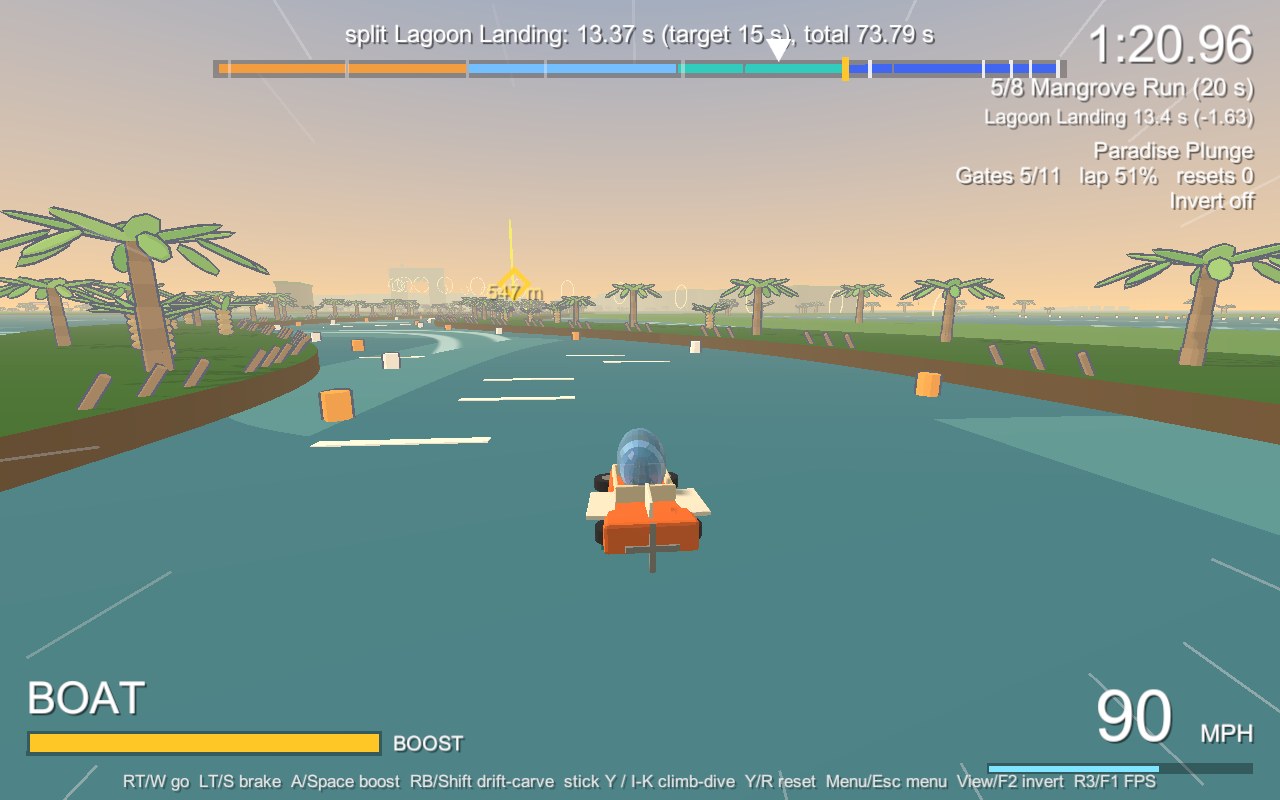 split Lagoon Landing: 13.37 s (target 15 s), total 73.79 s
1:20.96
5/8 Mangrove Run (20 s)
Lagoon Landing 13.4 s (-1.63)
Paradise Plunge
Gates 5/11 lap 51% resets 0
Invert off
547 m
BOAT
BOOST
90 MPH
RT/W go LT/S brake A/Space boost RB/Shift drift-carve stick Y / I-K climb-dive Y/R reset Menu/Esc menu View/F2 invert R3/F1 FPS